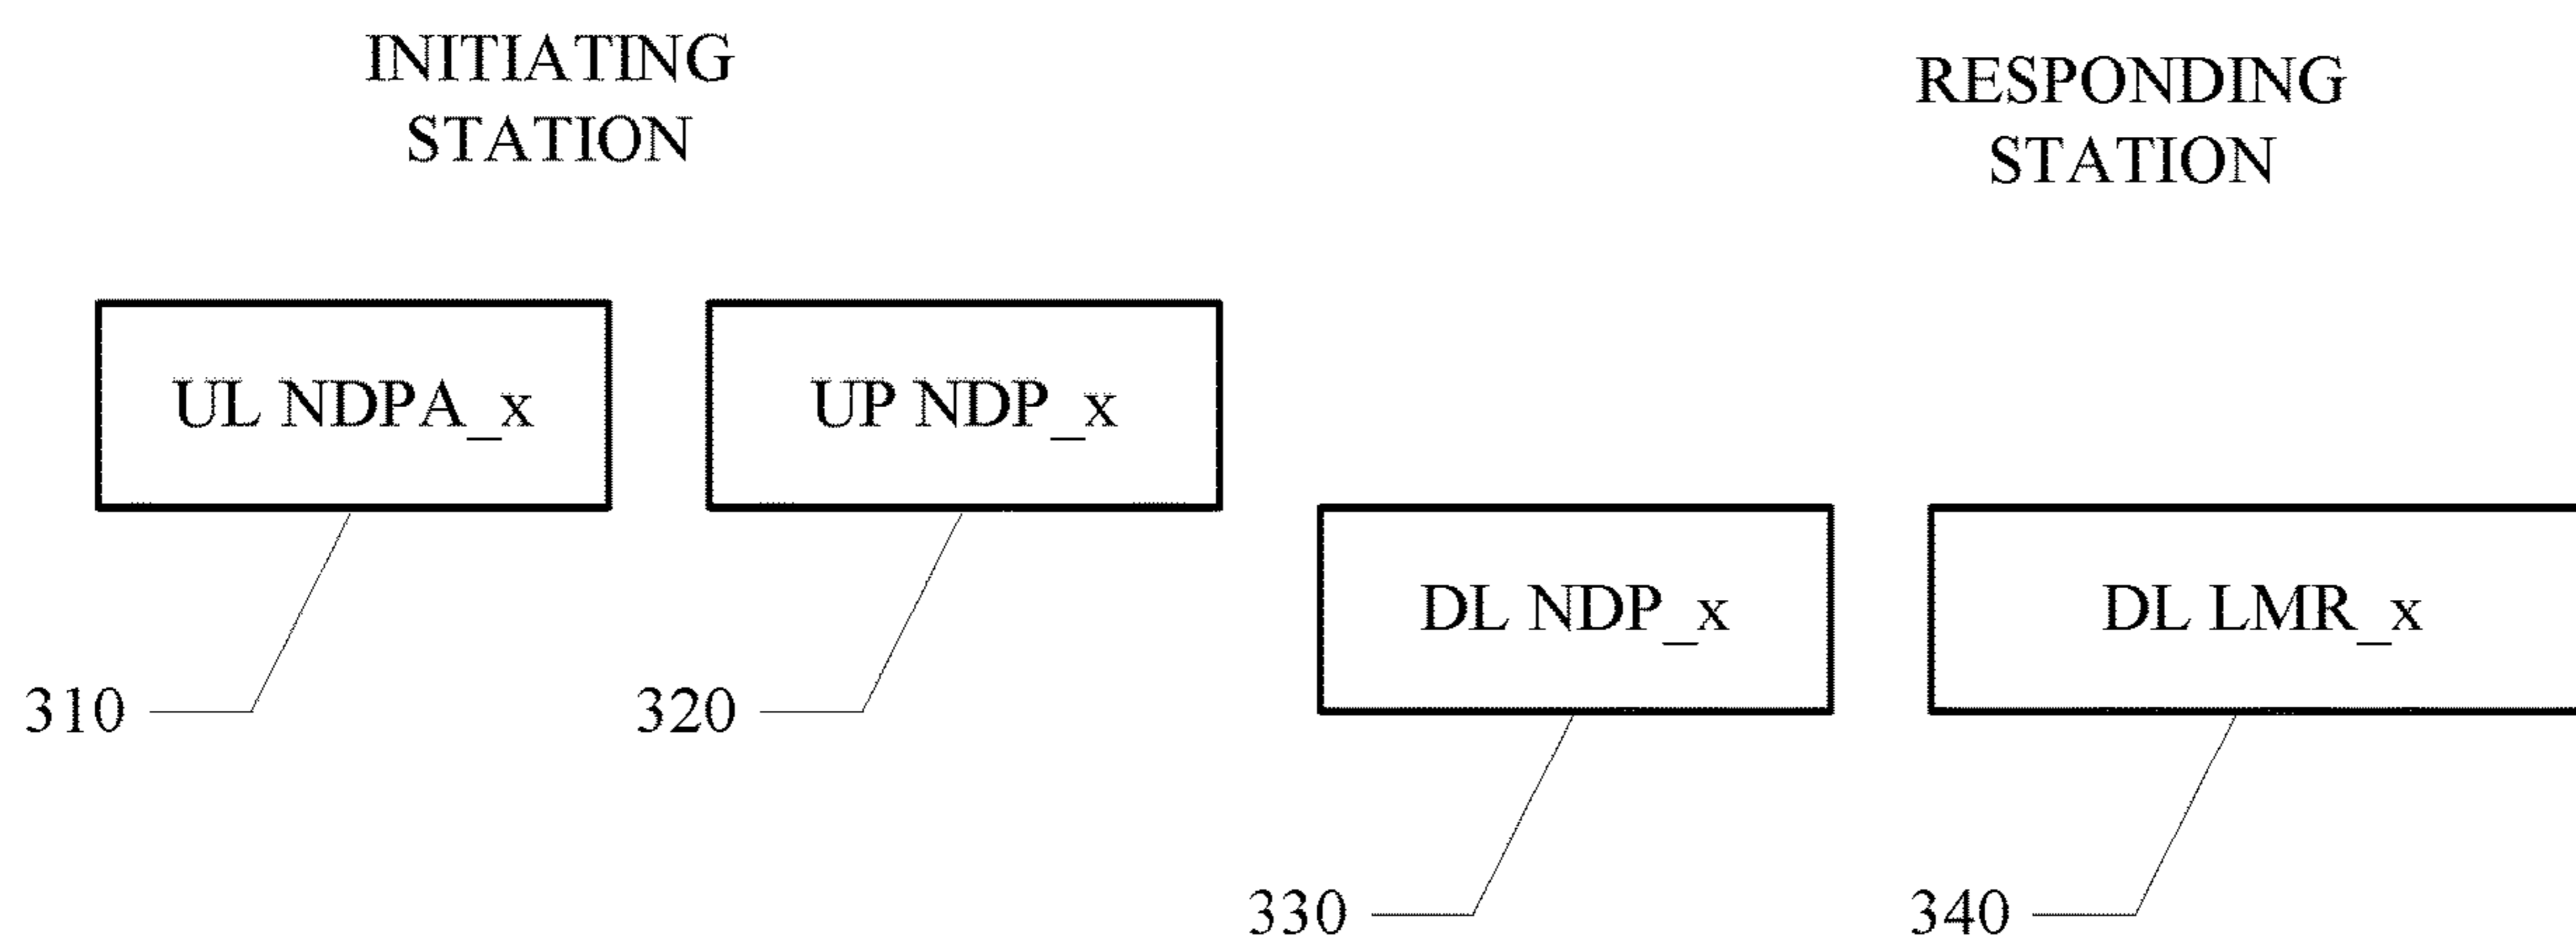 INITIATING
STATION
RESPONDING
STATION
UL NDPA_x
UP NDP_x
DL NDP_x
DL LMR_x
310
320
330
340